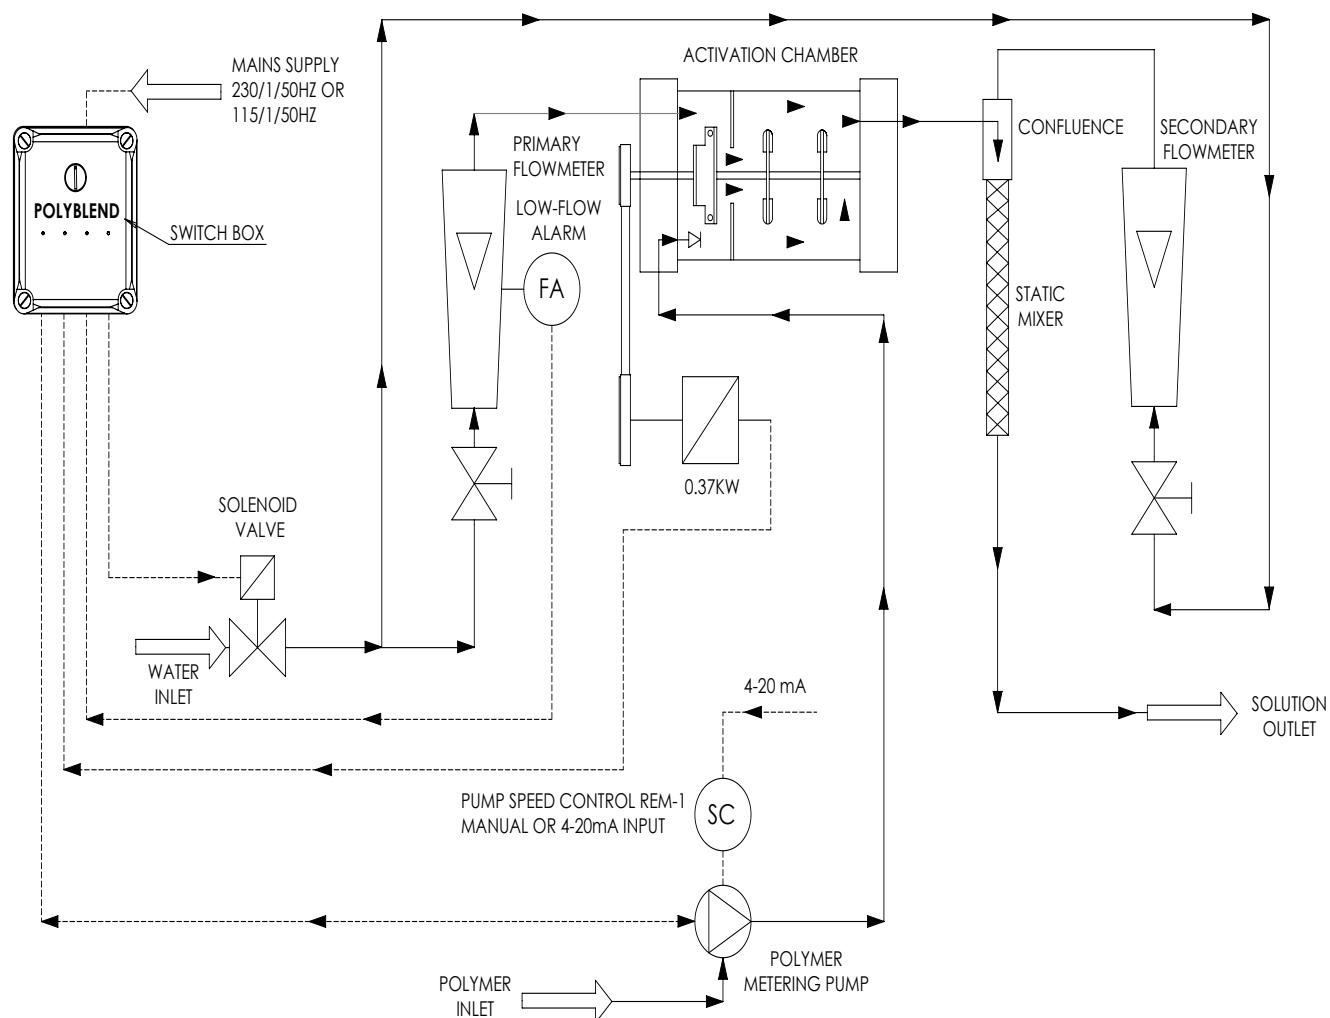 ACTIVATION CHAMBER
MAINS SUPPLY
230/1/50HZ OR
115/1/50HZ
PRIMARY
FLOWMETER
CONFLUENCE
SECONDARY
FLOWMETER
POLYBLEND
SWITCH BOX
LOW-FLOW
ALARM
FA
STATIC
MIXER
0.37KW
SOLENOID
VALVE
WATER
INLET
4-20 mA
SOLUTION
OUTLET
PUMP SPEED CONTROL REM-1
MANUAL OR 4-20mA INPUT
SC
POLYMER
METERING PUMP
POLYMER
INLET